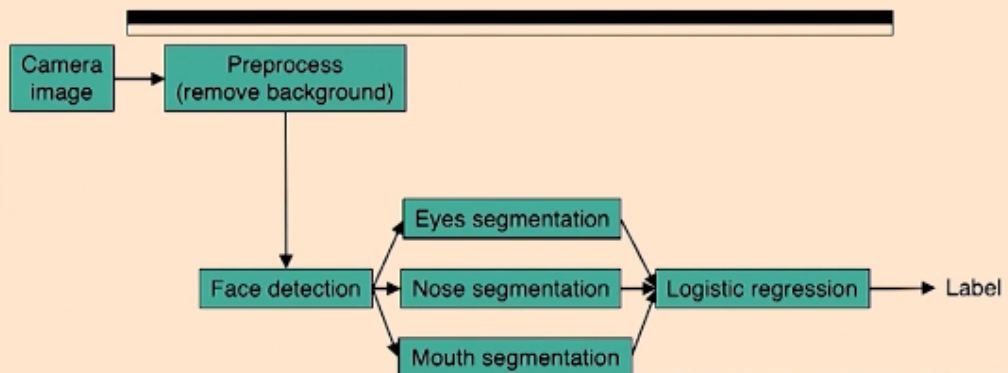 Camera
image
Preprocess
(remove background)
Eyes segmentation
Face detection
Nose segmentation
Logistic regression
Label
Mouth segmentation